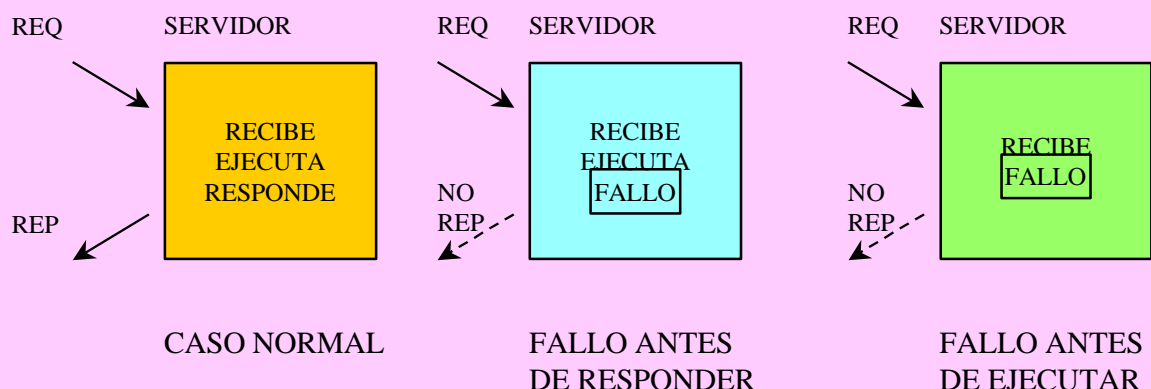 REQ
SERVIDOR
RECIBE
EJECUTA
RESPONDE
REP
CASO NORMAL
REQ
SERVIDOR
RECIBE
EJECUTA
FALLO
NO
REP
FALLO ANTES
DE RESPONDER
REQ
SERVIDOR
RECIBE
FALLO
NO
REP
FALLO ANTES
DE EJECUTAR